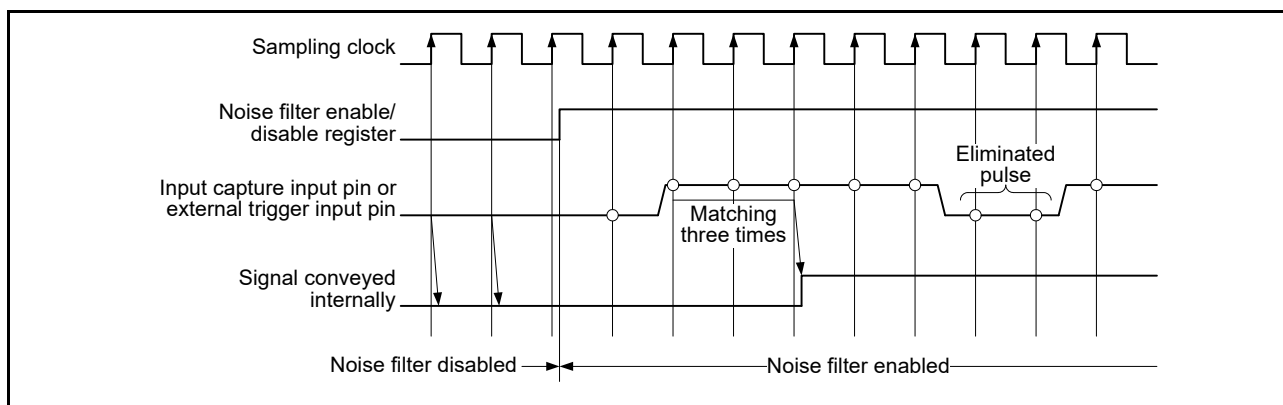 Sampling clock
Noise filter enable/
disable register
Input capture input pin or
external trigger input pin
Eliminated
pulse
Matching
three times
Signal conveyed
internally
Noise filter disabled
Noise filter enabled